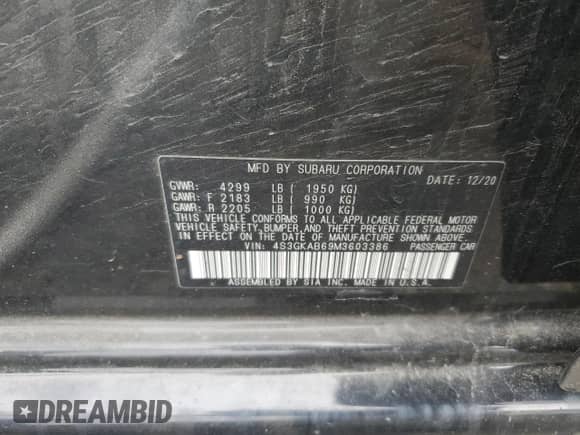 MFD BY SUBARU CORPORATION
DATE: 12/20
GVWR: 4299 LB ( 1950 KG)
GAWR: F 2183 LB ( 990 KG)
GAWR: R 2205 LB ( 1000 KG)
THIS VEHICLE CONFORMS TO ALL APPLICABLE FEDERAL MOTOR
VEHICLE SAFETY, BUMPER, AND THEFT PREVENTION STANDARDS
IN EFFECT ON THE DATE OF MANUFACTURE SHOWN ABOVE.
VIN: 4S3GKAB69M3603386 PASSENGER CAR
ASSEMBLED BY SIA INC. MADE IN U.S.A.
DREAMBID